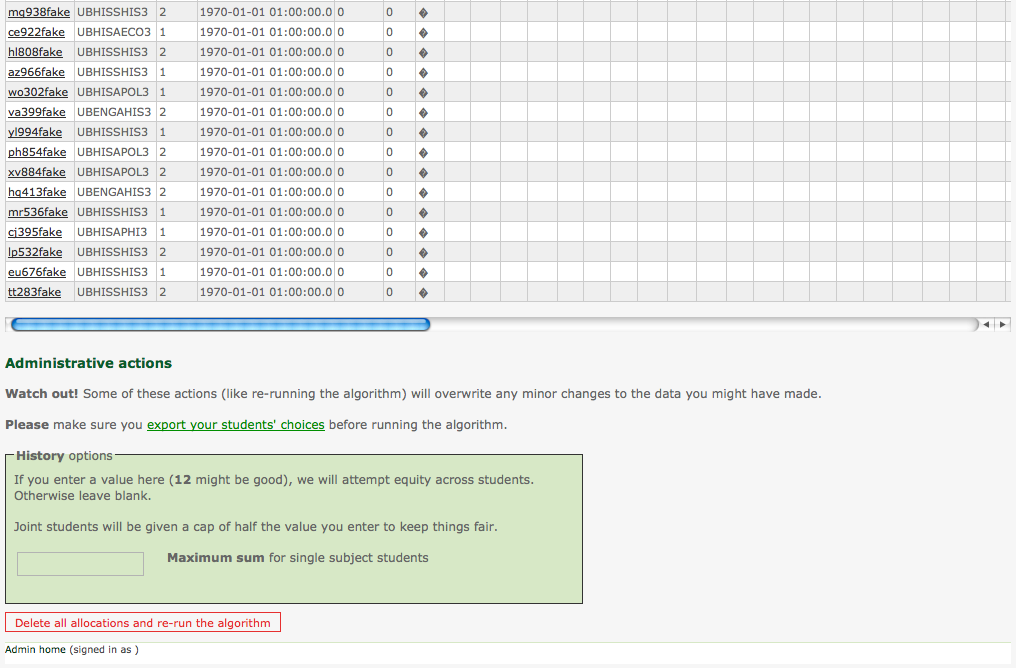 mg938fake UBHISSHIS3 2 1970-01-01 01:00:00.0 0 0 �
ce922fake UBHISAECO3 1 1970-01-01 01:00:00.0 0 0 �
hl808fake UBHISSHIS3 2 1970-01-01 01:00:00.0 0 0 �
az966fake UBHISSHIS3 1 1970-01-01 01:00:00.0 0 0 �
wo302fake UBHISAPOL3 1 1970-01-01 01:00:00.0 0 0 �
va399fake UBENGAHIS3 2 1970-01-01 01:00:00.0 0 0 �
yl994fake UBHISSHIS3 1 1970-01-01 01:00:00.0 0 0 �
ph854fake UBHISAPOL3 2 1970-01-01 01:00:00.0 0 0 �
xv884fake UBHISAPOL3 2 1970-01-01 01:00:00.0 0 0 �
hq413fake UBENGAHIS3 2 1970-01-01 01:00:00.0 0 0 �
mr536fake UBHISSHIS3 1 1970-01-01 01:00:00.0 0 0 �
cj395fake UBHISAPHI3 1 1970-01-01 01:00:00.0 0 0 �
lp532fake UBHISSHIS3 2 1970-01-01 01:00:00.0 0 0 �
eu676fake UBHISSHIS3 1 1970-01-01 01:00:00.0 0 0 �
tt283fake UBHISSHIS3 2 1970-01-01 01:00:00.0 0 0 �
Administrative actions
Watch out! Some of these actions (like re-running the algorithm) will overwrite any minor changes to the data you might have made.
Please make sure you export your students' choices before running the algorithm.
History options
If you enter a value here (12 might be good), we will attempt equity across students.
Otherwise leave blank.
Joint students will be given a cap of half the value you enter to keep things fair.
Maximum sum for single subject students
Delete all allocations and re-run the algorithm
Admin home (signed in as )